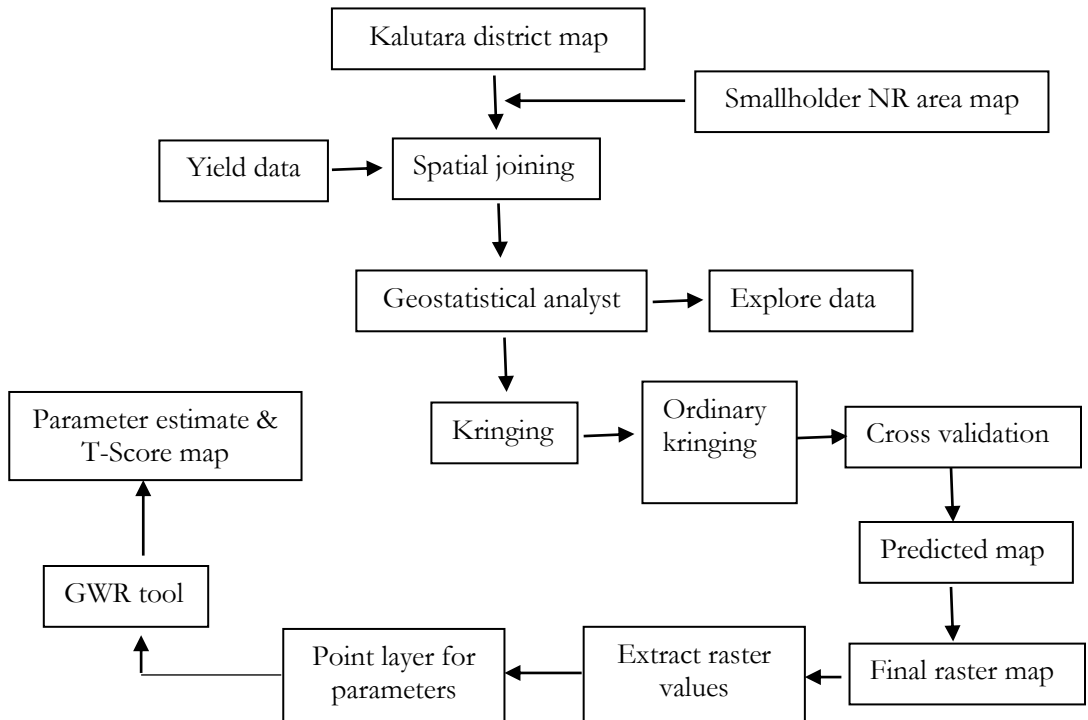 Kalutara district map
Smallholder NR area map
Yield data
Spatial joining
Geostatistical analyst
Explore data
Parameter estimate &
T-Score map
Kringing
Ordinary
kringing
Cross validation
Predicted map
GWR tool
Point layer for
parameters
Extract raster
values
Final raster map